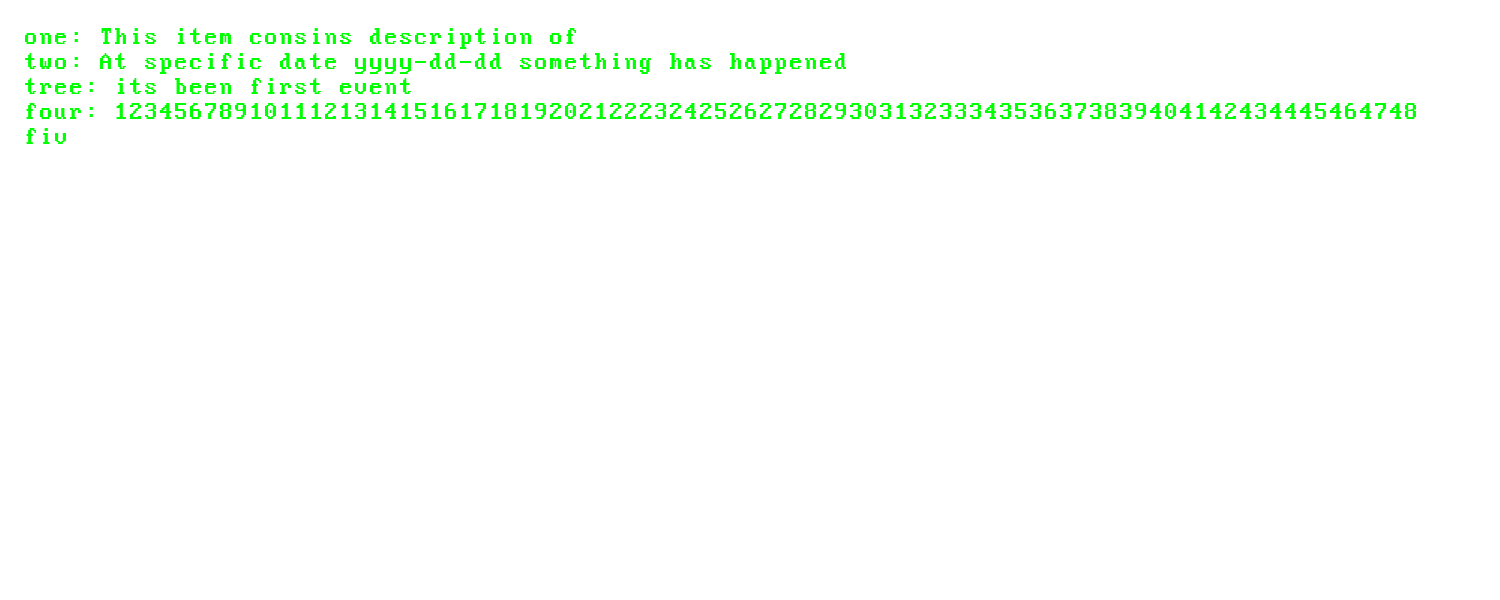 one: This item consins description of
two: At specific date yyyy-dd-dd something has happened
tree: its been first event
four: 123456789101112131415161718192021222324252627282930313233343536373839404142434445464748
fiv